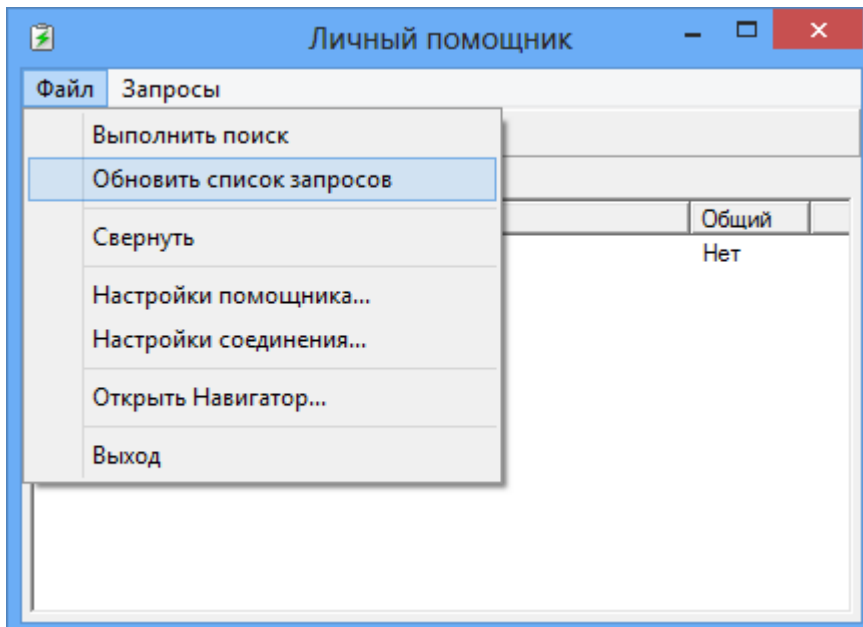 Личный помощник
Файл Запросы
Выполнить поиск
Обновить список запросов
Общий
Свернуть
Нет
Настройки помощника...
Настройки соединения...
Открыть Навигатор...
Выход